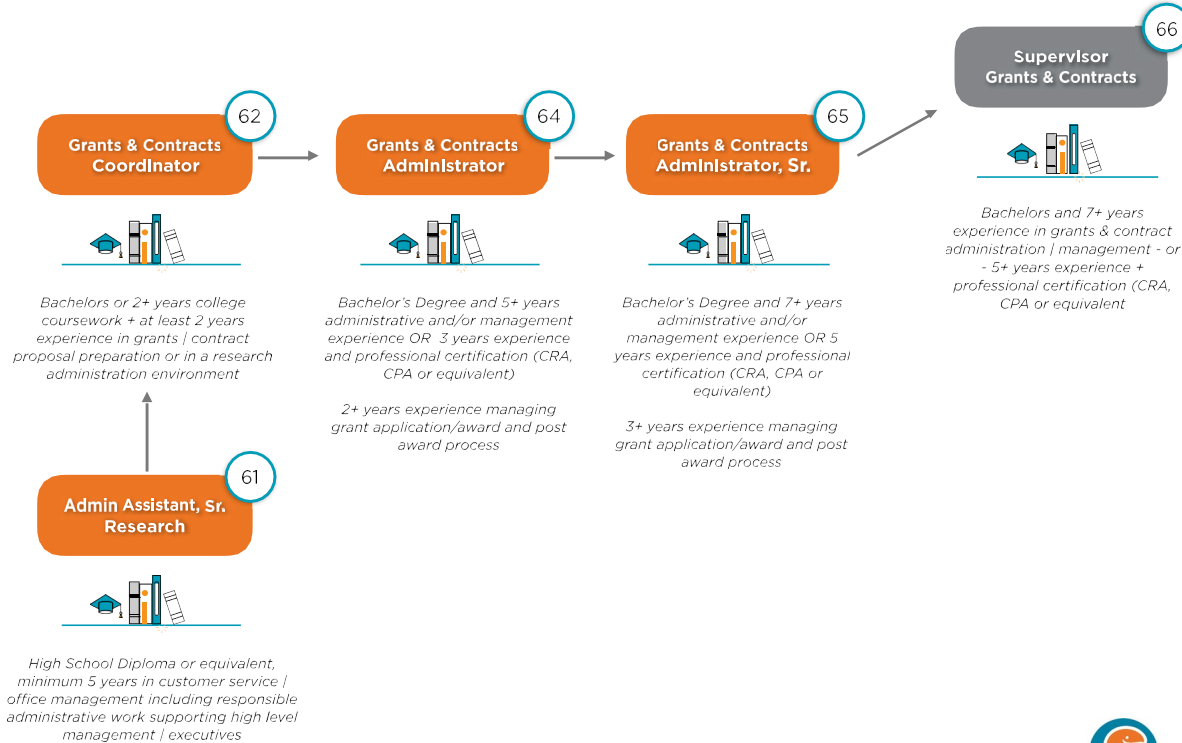 66
Supervisor
Grants & Contracts
Bachelors and 7+ years
experience in grants & contract
administration | management - or
- 5+ years experience +
professional certification (CRA,
CPA or equivalent
62
Grants & Contracts
Coordinator
Bachelors or 2+ years college
coursework + at least 2 years
experience in grants | contract
proposal preparation or in a research
administration environment
64
Grants & Contracts
Administrator
Bachelor's Degree and 5+ years
administrative and/or management
experience OR 3 years experience
and professional certification (CRA,
CPA or equivalent)
2+ years experience managing
grant application/award and post
award process
65
Grants & Contracts
Administrator, Sr.
Bachelor's Degree and 7+ years
administrative and/or
management experience OR 5
years experience and professional
certification (CRA, CPA or
equivalent)
3+ years experience managing
grant application/award and post
award process
61
Admin Assistant, Sr.
Research
High School Diploma or equivalent,
minimum 5 years in customer service |
office management including responsible
administrative work supporting high level
management | executives